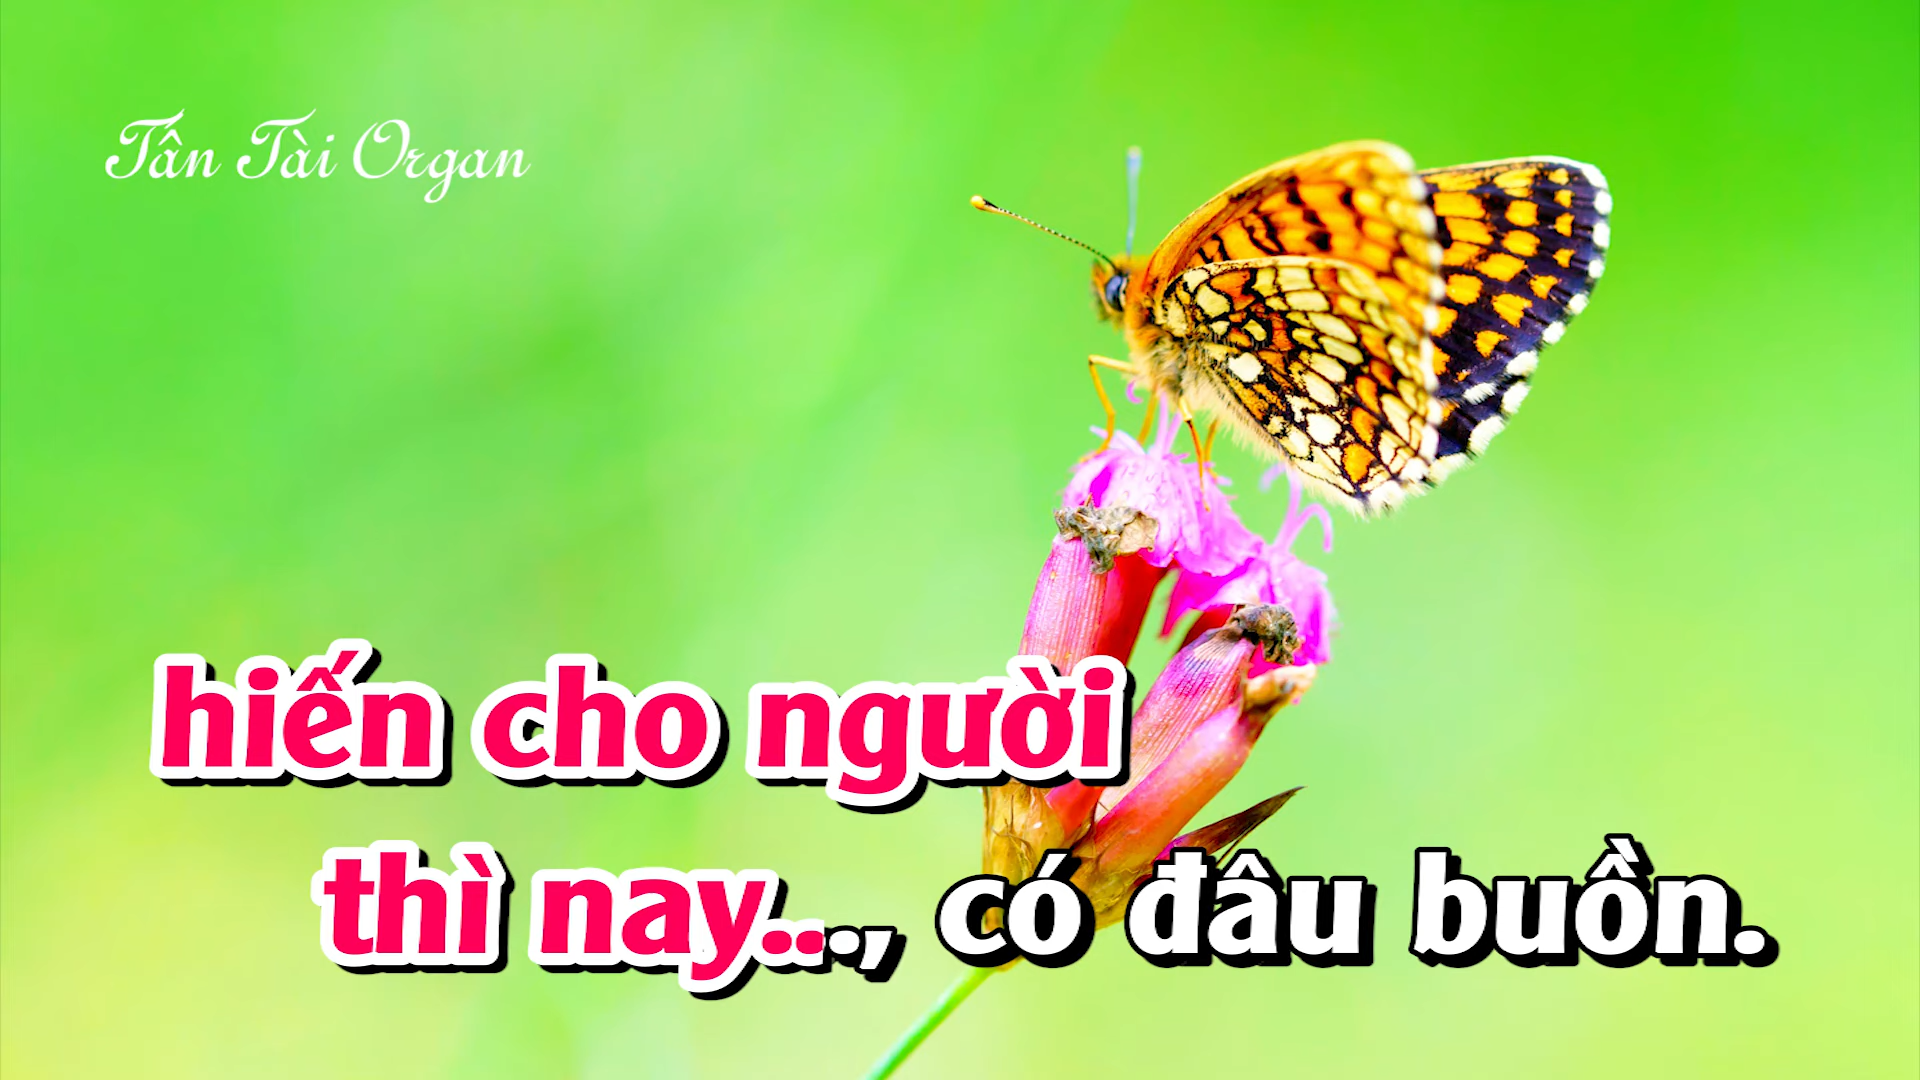 Tấn Tài Organ
hiến cho người
thì nay..., có đâu buồn.